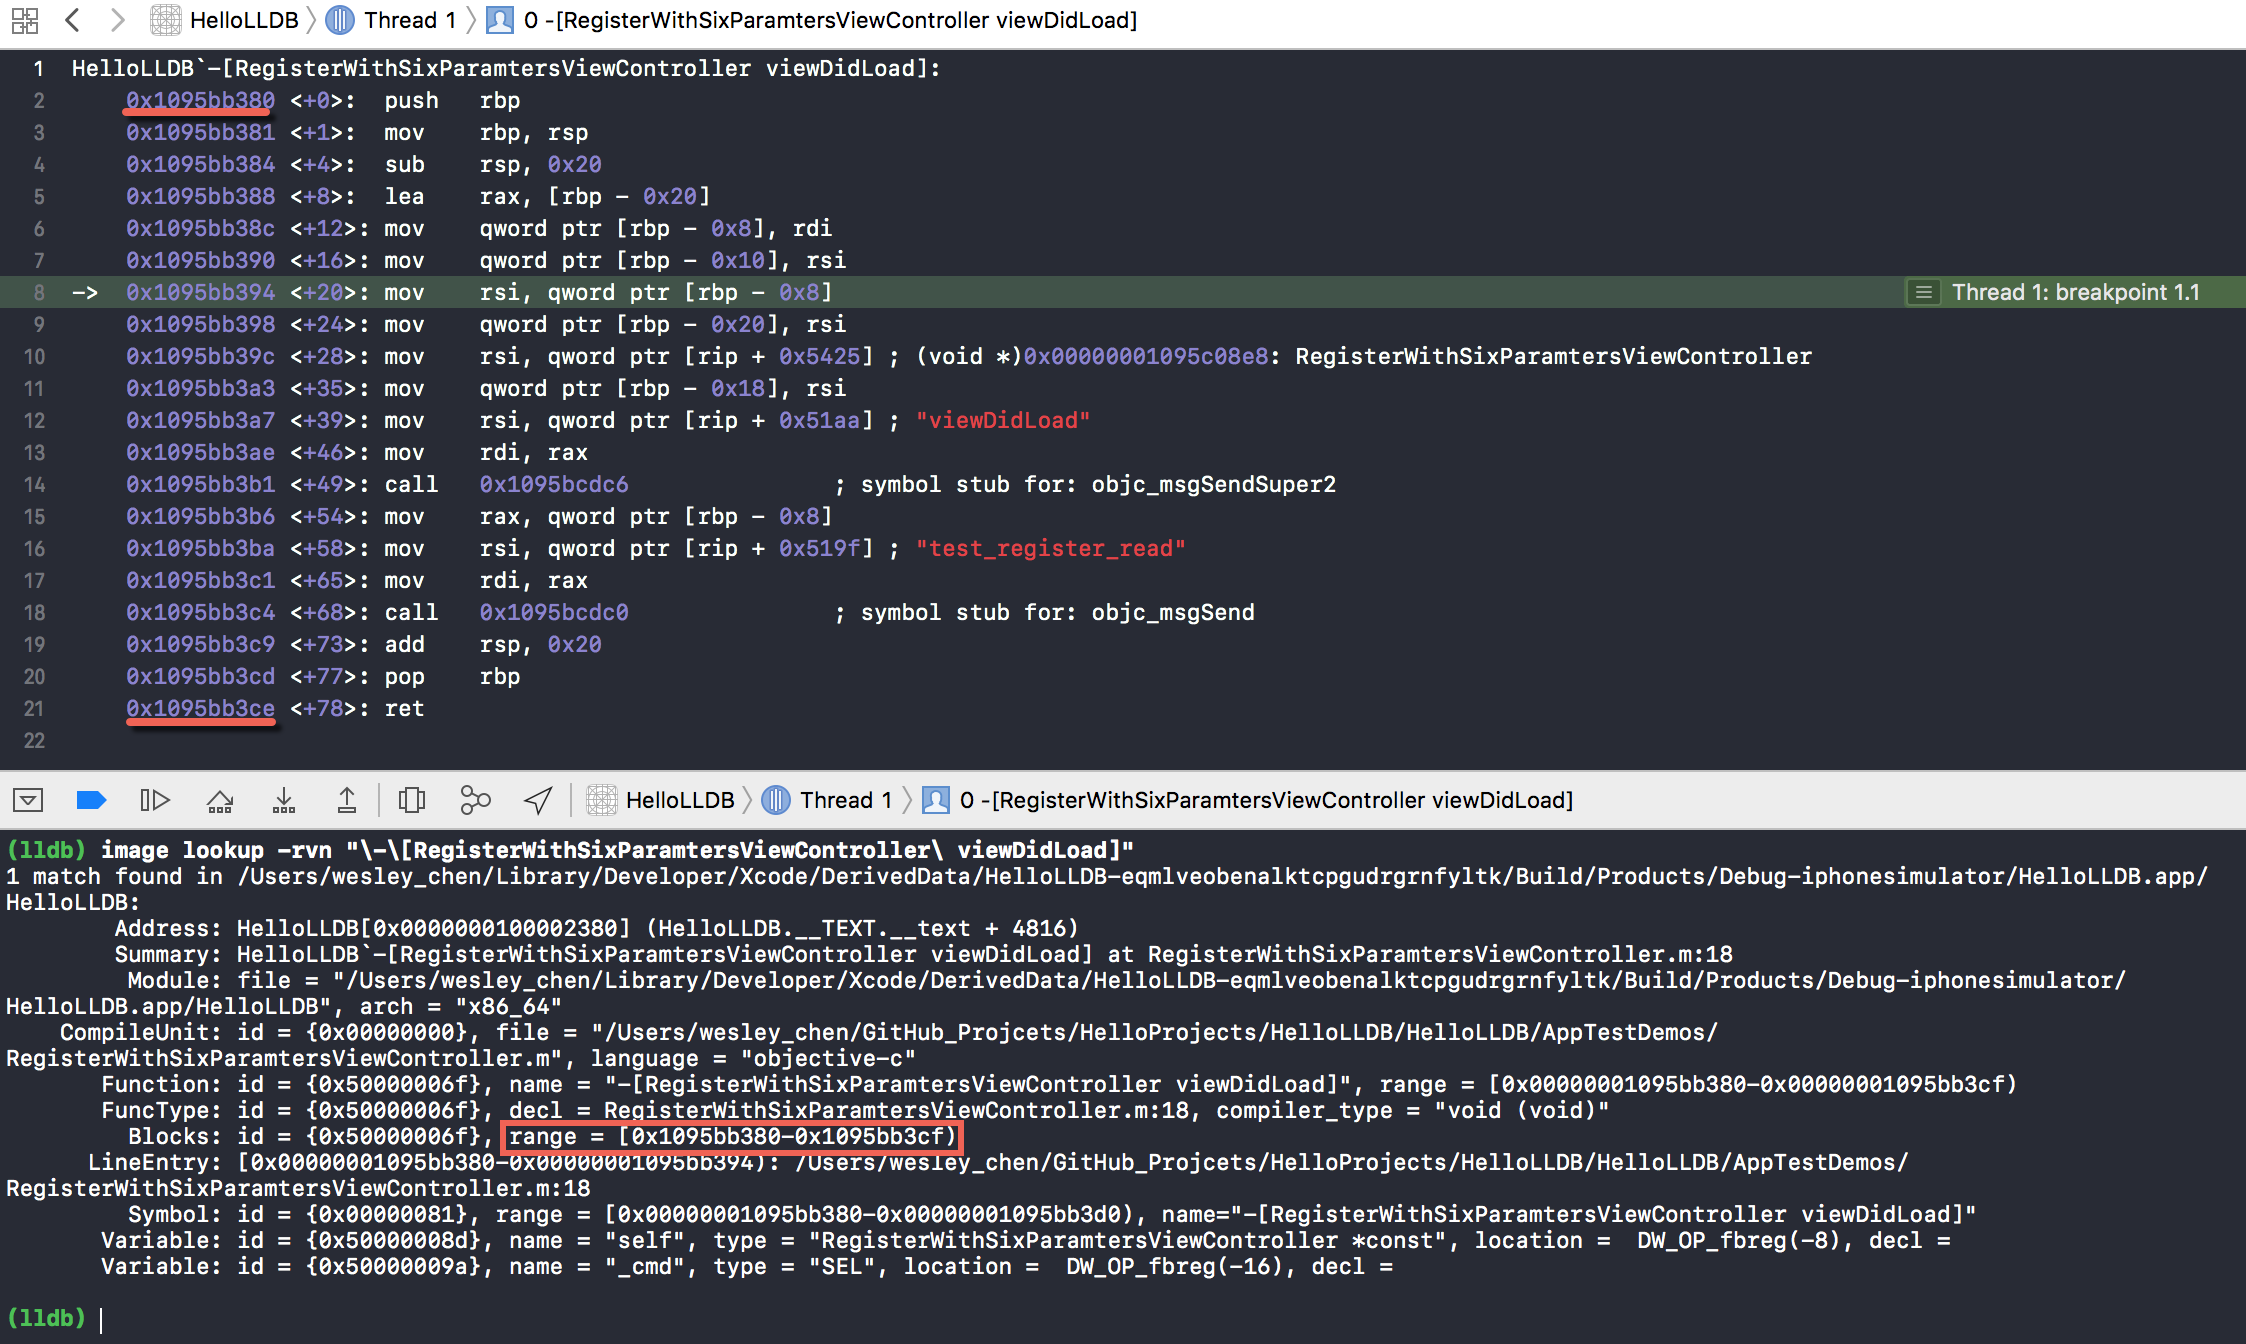 HelloLLDB Thread 1 0 -[RegisterWithSixParamtersViewController viewDidLoad]
1 HelloLLDB`-[RegisterWithSixParamtersViewController viewDidLoad]:
2 0x1095bb380 <+0>: push rbp
3 0x1095bb381 <+1>: mov rbp, rsp
4 0x1095bb384 <+4>: sub rsp, 0x20
5 0x1095bb388 <+8>: lea rax, [rbp - 0x20]
6 0x1095bb38c <+12>: mov qword ptr [rbp - 0x8], rdi
7 0x1095bb390 <+16>: mov qword ptr [rbp - 0x10], rsi
8 -> 0x1095bb394 <+20>: mov rsi, qword ptr [rbp - 0x8] Thread 1: breakpoint 1.1
9 0x1095bb398 <+24>: mov qword ptr [rbp - 0x20], rsi
10 0x1095bb39c <+28>: mov rsi, qword ptr [rip + 0x5425] ; (void *)0x00000001095c08e8: RegisterWithSixParamtersViewController
11 0x1095bb3a3 <+35>: mov qword ptr [rbp - 0x18], rsi
12 0x1095bb3a7 <+39>: mov rsi, qword ptr [rip + 0x51aa] ; "viewDidLoad"
13 0x1095bb3ae <+46>: mov rdi, rax
14 0x1095bb3b1 <+49>: call 0x1095bcdc6 ; symbol stub for: objc_msgSendSuper2
15 0x1095bb3b6 <+54>: mov rax, qword ptr [rbp - 0x8]
16 0x1095bb3ba <+58>: mov rsi, qword ptr [rip + 0x519f] ; "test_register_read"
17 0x1095bb3c1 <+65>: mov rdi, rax
18 0x1095bb3c4 <+68>: call 0x1095bcdc0 ; symbol stub for: objc_msgSend
19 0x1095bb3c9 <+73>: add rsp, 0x20
20 0x1095bb3cd <+77>: pop rbp
21 0x1095bb3ce <+78>: ret
22
HelloLLDB Thread 1 0 -[RegisterWithSixParamtersViewController viewDidLoad]
(lldb) image lookup -rvn "\-\[RegisterWithSixParamtersViewController\ viewDidLoad]"
1 match found in /Users/wesley_chen/Library/Developer/Xcode/DerivedData/HelloLLDB-eqmlveobenalktcpgudrgrnfyltk/Build/Products/Debug-iphonesimulator/HelloLLDB.app/
HelloLLDB:
Address: HelloLLDB[0x0000000100002380] (HelloLLDB.__TEXT.__text + 4816)
Summary: HelloLLDB`-[RegisterWithSixParamtersViewController viewDidLoad] at RegisterWithSixParamtersViewController.m:18
Module: file = "/Users/wesley_chen/Library/Developer/Xcode/DerivedData/HelloLLDB-eqmlveobenalktcpgudrgrnfyltk/Build/Products/Debug-iphonesimulator/
HelloLLDB.app/HelloLLDB", arch = "x86_64"
CompileUnit: id = {0x00000000}, file = "/Users/wesley_chen/GitHub_Projcets/HelloProjects/HelloLLDB/HelloLLDB/AppTestDemos/
RegisterWithSixParamtersViewController.m", language = "objective-c"
Function: id = {0x50000006f}, name = "-[RegisterWithSixParamtersViewController viewDidLoad]", range = [0x00000001095bb380-0x00000001095bb3cf)
FuncType: id = {0x50000006f}, decl = RegisterWithSixParamtersViewController.m:18, compiler_type = "void (void)"
Blocks: id = {0x50000006f}, range = [0x1095bb380-0x1095bb3cf)
LineEntry: [0x00000001095bb380-0x00000001095bb394): /Users/wesley_chen/GitHub_Projcets/HelloProjects/HelloLLDB/HelloLLDB/AppTestDemos/
RegisterWithSixParamtersViewController.m:18
Symbol: id = {0x00000081}, range = [0x00000001095bb380-0x00000001095bb3d0), name="-[RegisterWithSixParamtersViewController viewDidLoad]"
Variable: id = {0x50000008d}, name = "self", type = "RegisterWithSixParamtersViewController *const", location = DW_OP_fbreg(-8), decl =
Variable: id = {0x50000009a}, name = "_cmd", type = "SEL", location = DW_OP_fbreg(-16), decl =
(lldb)